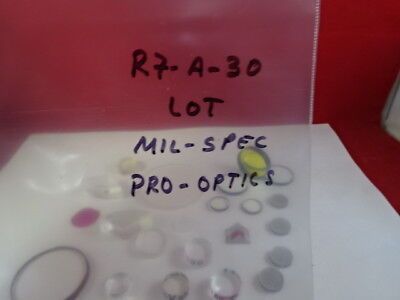 R7-A-30
LOT
MIL-SPEC
PRO-OPTICS